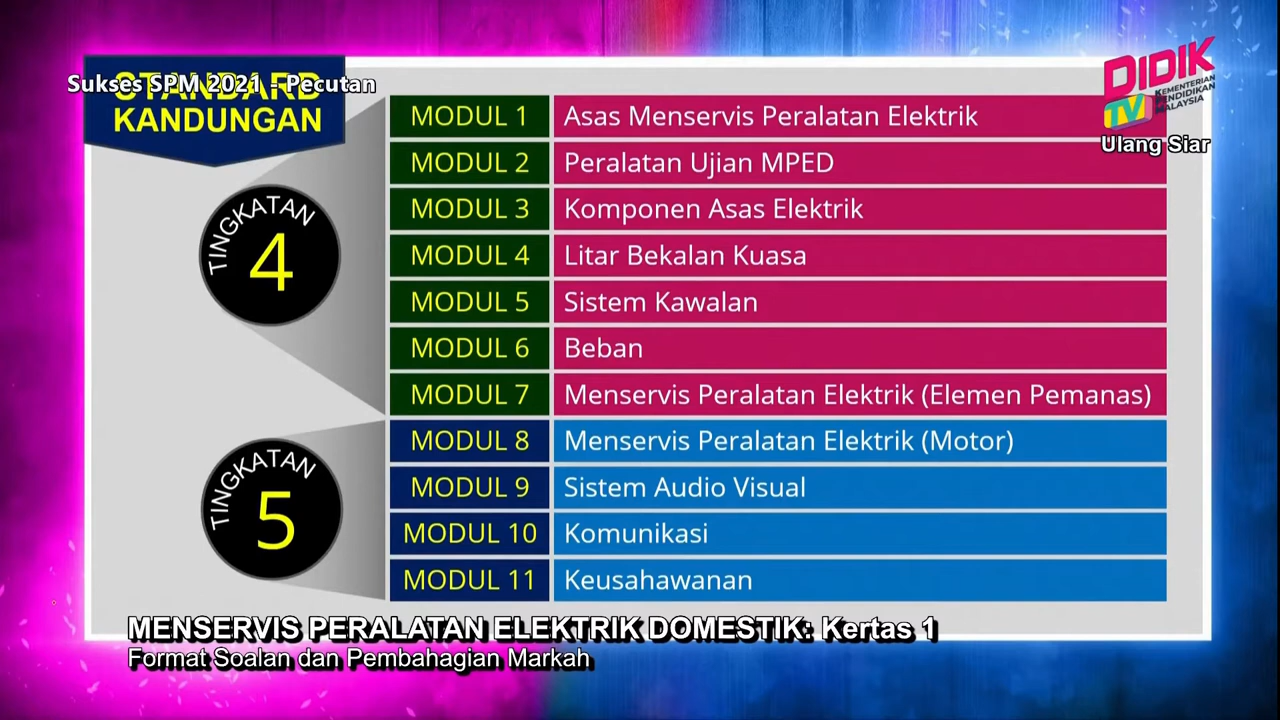 Sukses SPM 2021 - Pecutan
STANDARD
KANDUNGAN
DIDIK
TV
KEMENTERIAN
PENDIDIKAN
MALAYSIA
Ulang Siar
TINGKATAN
4
MODUL 1 Asas Menservis Peralatan Elektrik
MODUL 2 Peralatan Ujian MPED
MODUL 3 Komponen Asas Elektrik
MODUL 4 Litar Bekalan Kuasa
MODUL 5 Sistem Kawalan
MODUL 6 Beban
MODUL 7 Menservis Peralatan Elektrik (Elemen Pemanas)
TINGKATAN
5
MODUL 8 Menservis Peralatan Elektrik (Motor)
MODUL 9 Sistem Audio Visual
MODUL 10 Komunikasi
MODUL 11 Keusahawanan
MENSERVIS PERALATAN ELEKTRIK DOMESTIK: Kertas 1
Format Soalan dan Pembahagian Markah